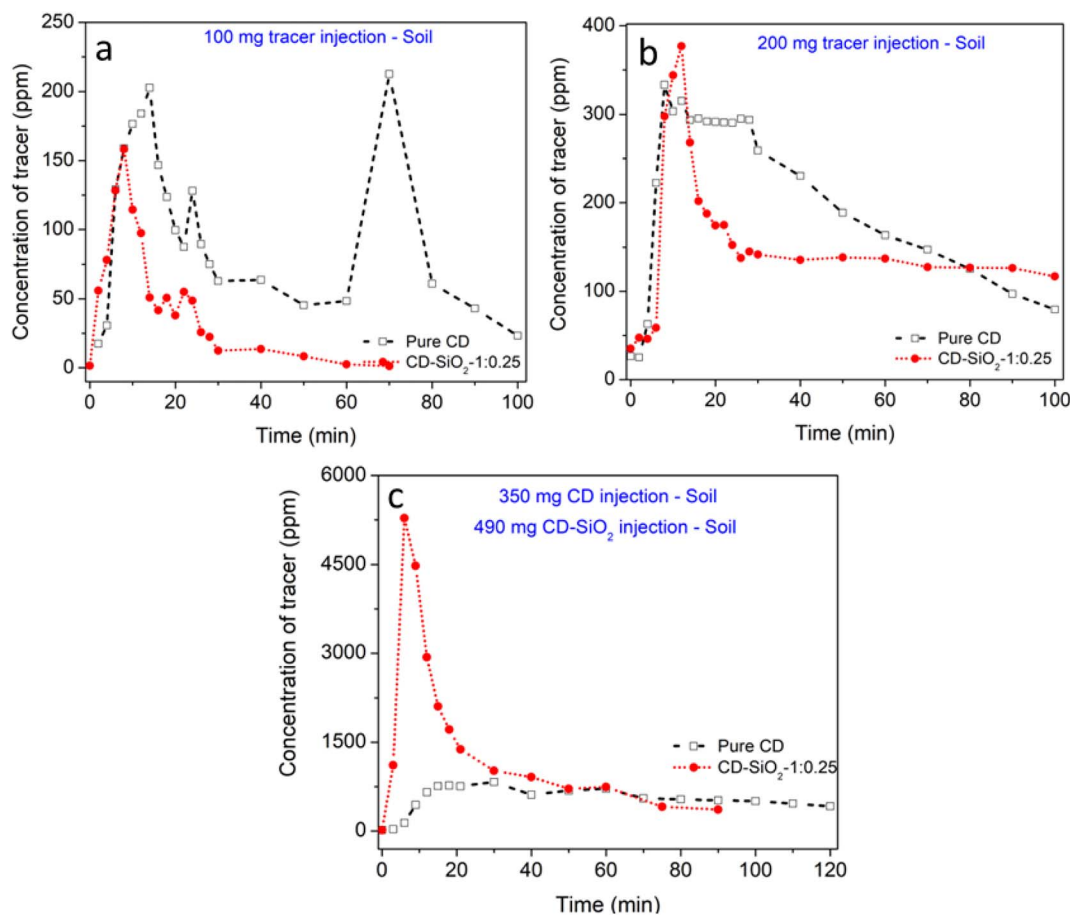 a
100 mg tracer injection - Soil
Concentration of tracer (ppm)
250
200
150
100
50
0
Pure CD
CD-SiO₂-1:0.25
0 20 40 60 80 100
Time (min)
b
200 mg tracer injection - Soil
Concentration of tracer (ppm)
400
300
200
100
0
Pure CD
CD-SiO₂-1:0.25
0 20 40 60 80 100
Time (min)
c
350 mg CD injection - Soil
490 mg CD-SiO₂ injection - Soil
Concentration of tracer (ppm)
6000
4500
3000
1500
0
Pure CD
CD-SiO₂-1:0.25
0 20 40 60 80 100 120
Time (min)